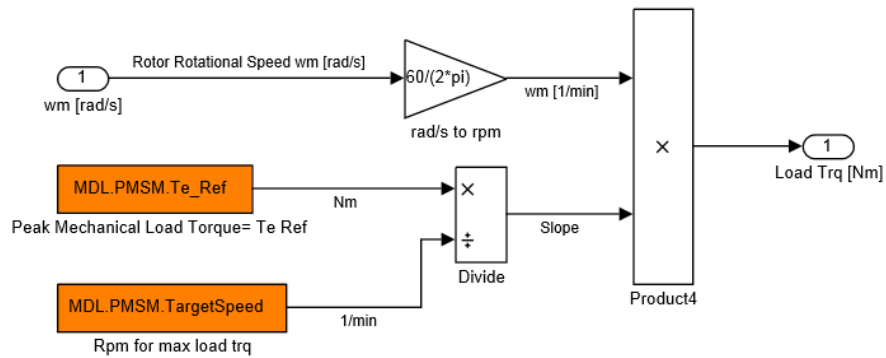 1
wm [rad/s]
Rotor Rotational Speed wm [rad/s]
60/(2*pi)
rad/s to rpm
wm [1/min]
MDL.PMSM.Te_Ref
Peak Mechanical Load Torque= Te Ref
Nm
×
÷
Divide
Slope
MDL.PMSM.TargetSpeed
Rpm for max load trq
1/min
×
Product4
1
Load Trq [Nm]